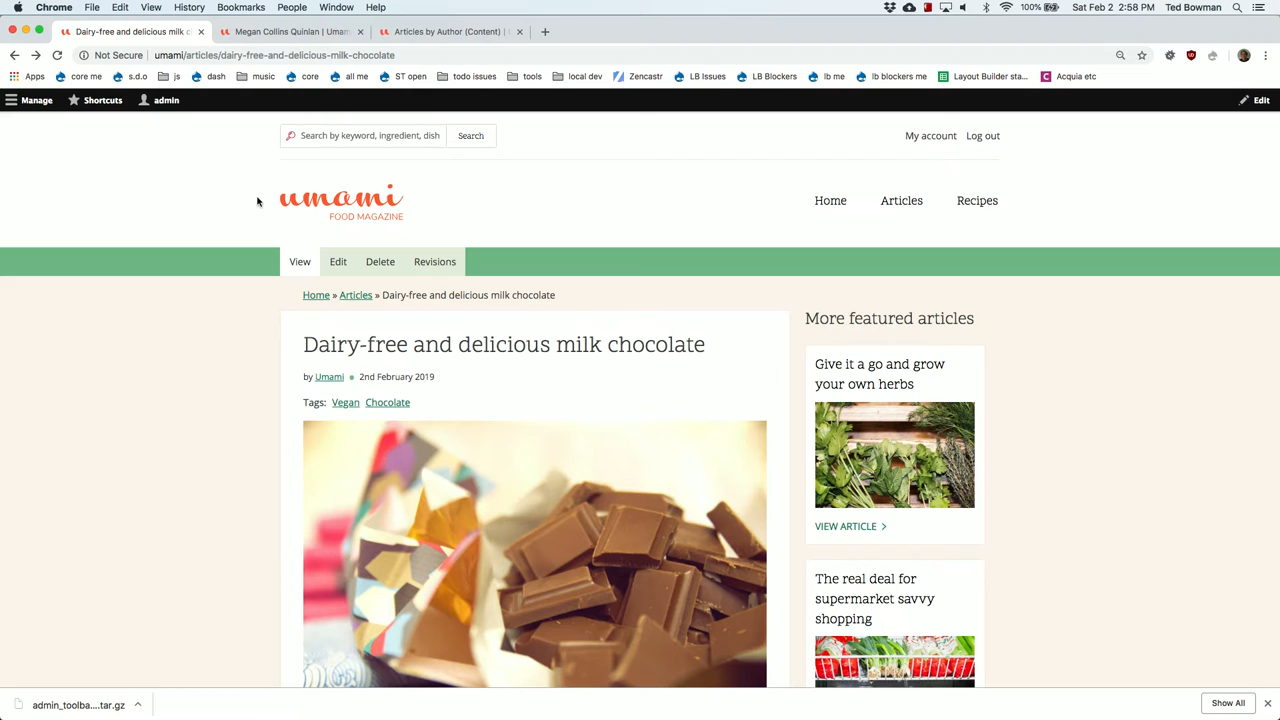 Chrome File Edit View History Bookmarks People Window Help 100% Sat Feb 2 2:58 PM Ted Bowman
Dairy-free and delicious milk c Megan Collins Quinlan | Umam Articles by Author (Content) |
Not Secure umami/articles/dairy-free-and-delicious-milk-chocolate
Apps core me s.d.o js dash music core all me ST open todo issues tools local dev Zencastr LB Issues LB Blockers lb me lb blockers me Layout Builder sta... Acquia etc
Manage Shortcuts admin Edit
Search by keyword, ingredient, dish Search My account Log out
umami
FOOD MAGAZINE
Home Articles Recipes
View Edit Delete Revisions
Home » Articles » Dairy-free and delicious milk chocolate
Dairy-free and delicious milk chocolate
by Umami 2nd February 2019
Tags: Vegan Chocolate
More featured articles
Give it a go and grow
your own herbs
VIEW ARTICLE
The real deal for
supermarket savvy
shopping
admin_toolba....tar.gz Show All